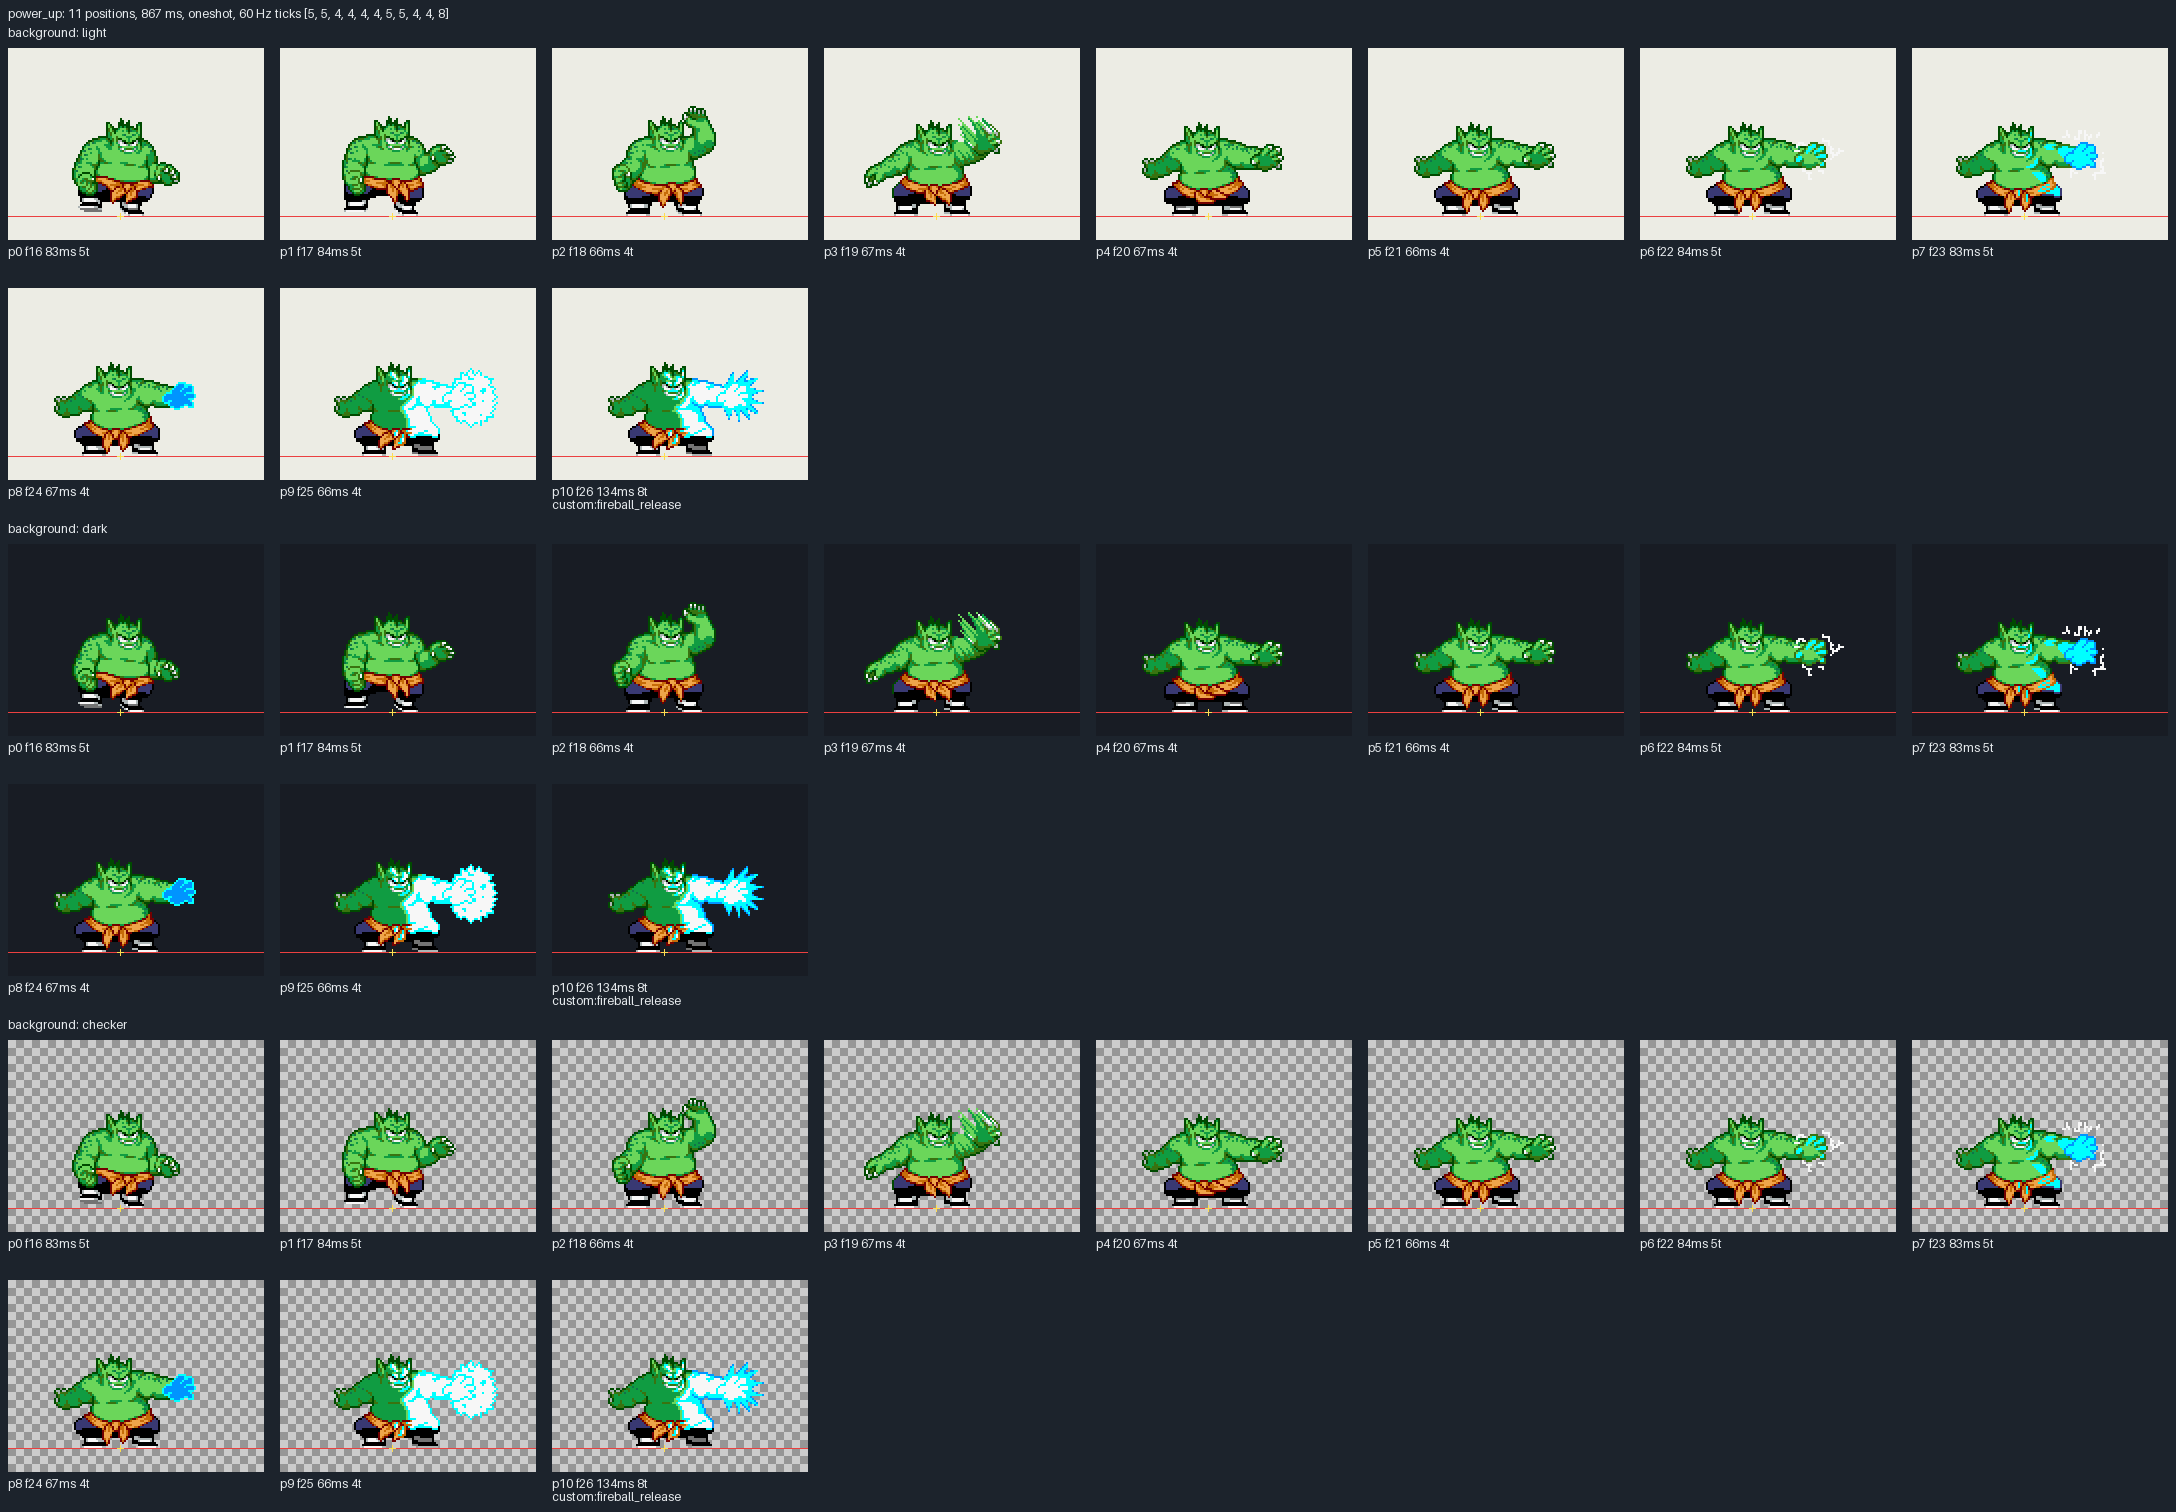 power_up: 11 positions, 867 ms, oneshot, 60 Hz ticks [5, 5, 4, 4, 4, 4, 5, 5, 4, 4, 8]
background: light
p0 f16 83ms 5t
p1 f17 84ms 5t
p2 f18 66ms 4t
p3 f19 67ms 4t
p4 f20 67ms 4t
p5 f21 66ms 4t
p6 f22 84ms 5t
p7 f23 83ms 5t
p8 f24 67ms 4t
p9 f25 66ms 4t
p10 f26 134ms 8t
custom:fireball_release
background: dark
p0 f16 83ms 5t
p1 f17 84ms 5t
p2 f18 66ms 4t
p3 f19 67ms 4t
p4 f20 67ms 4t
p5 f21 66ms 4t
p6 f22 84ms 5t
p7 f23 83ms 5t
p8 f24 67ms 4t
p9 f25 66ms 4t
p10 f26 134ms 8t
custom:fireball_release
background: checker
p0 f16 83ms 5t
p1 f17 84ms 5t
p2 f18 66ms 4t
p3 f19 67ms 4t
p4 f20 67ms 4t
p5 f21 66ms 4t
p6 f22 84ms 5t
p7 f23 83ms 5t
p8 f24 67ms 4t
p9 f25 66ms 4t
p10 f26 134ms 8t
custom:fireball_release